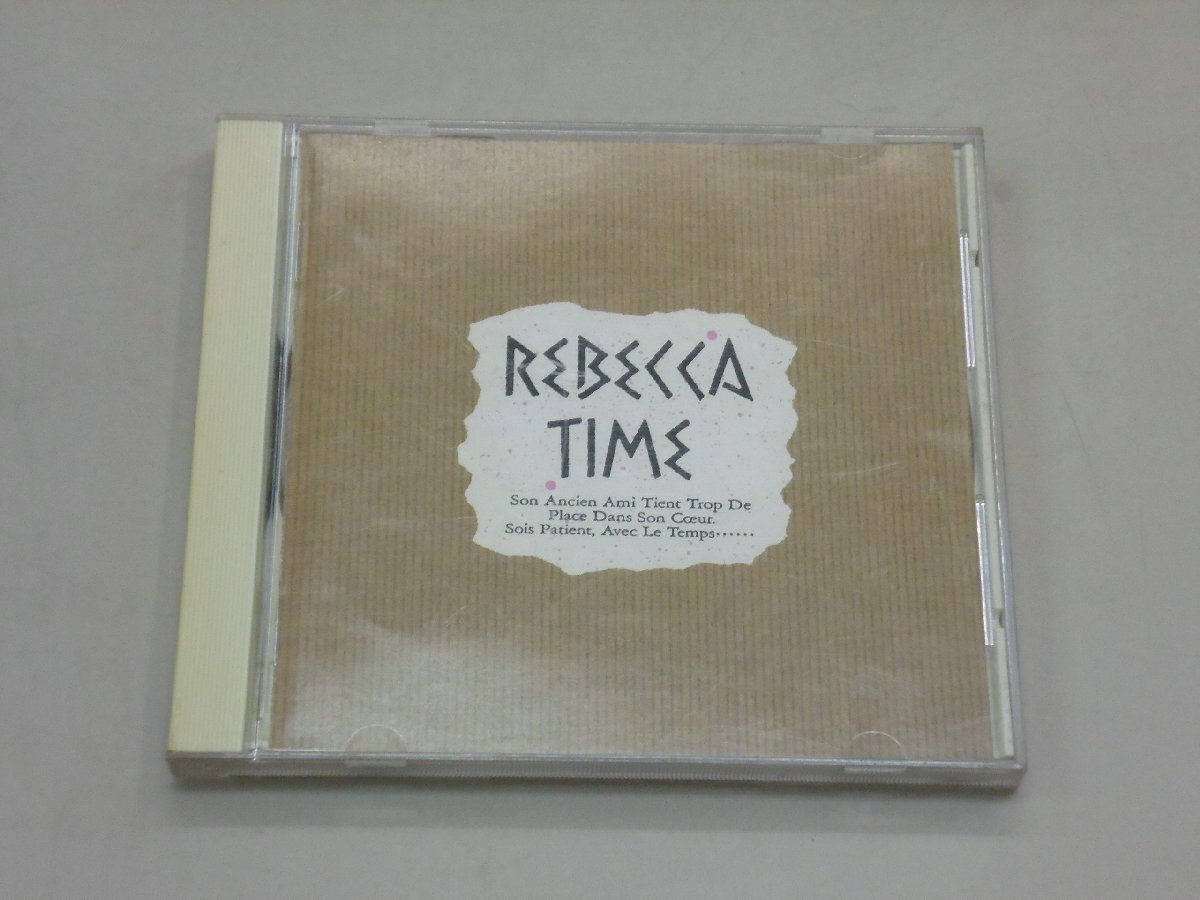 REBECCA
TIME
Son Ancien Ami Tient Trop De
Place Dans Son Cœur.
Sois Patient, Avec Le Temps······